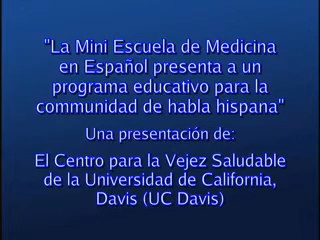 "La Mini Escuela de Medicina
en Español presenta a un
programa educativo para la
comunidad de habla hispana"
Una presentación de:
El Centro para la Vejez Saludable
de la Universidad de California,
Davis (UC Davis)